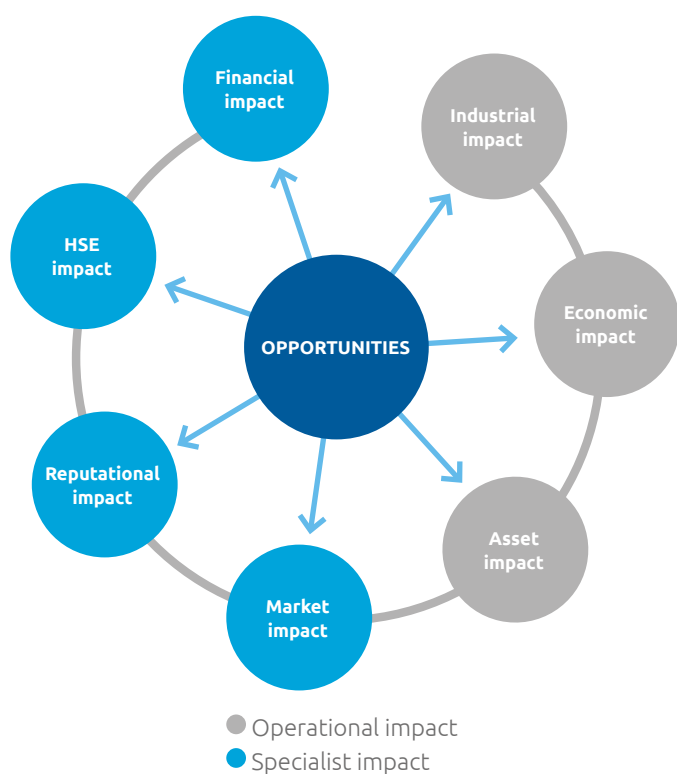 Financial
impact
Industrial
impact
HSE
impact
Economic
impact
OPPORTUNITIES
Reputational
impact
Asset
impact
Market
impact
Operational impact
Specialist impact